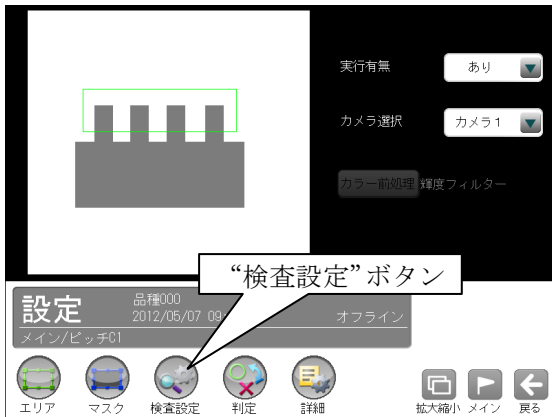 実行有無
あり
カメラ選択
カメラ1
カラー前処理
輝度フィルター
“検査設定”ボタン
設定
品種000
2012/05/07 09:
オフライン
メイン/ピッチC1
エリア
マスク
検査設定
判定
詳細
拡大縮小
メイン
戻る